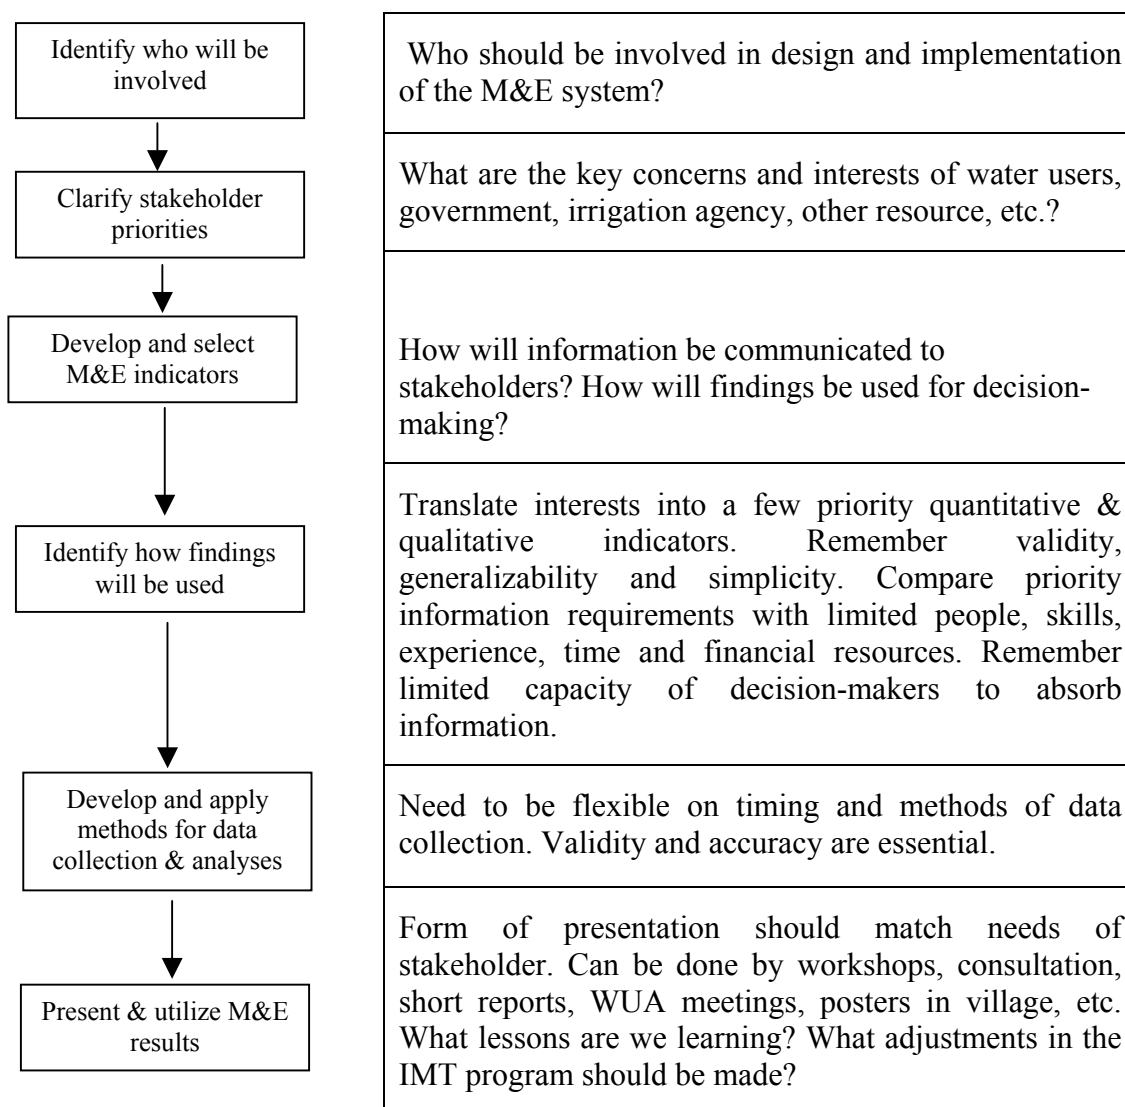 Identify who will be
involved
Who should be involved in design and implementation
of the M&E system?
Clarify stakeholder
priorities
What are the key concerns and interests of water users,
government, irrigation agency, other resource, etc.?
Develop and select
M&E indicators
How will information be communicated to
stakeholders? How will findings be used for decision-
making?
Identify how findings
will be used
Translate interests into a few priority quantitative &
qualitative indicators. Remember validity,
generalizability and simplicity. Compare priority
information requirements with limited people, skills,
experience, time and financial resources. Remember
limited capacity of decision-makers to absorb
information.
Develop and apply
methods for data
collection & analyses
Need to be flexible on timing and methods of data
collection. Validity and accuracy are essential.
Present & utilize M&E
results
Form of presentation should match needs of
stakeholder. Can be done by workshops, consultation,
short reports, WUA meetings, posters in village, etc.
What lessons are we learning? What adjustments in the
IMT program should be made?